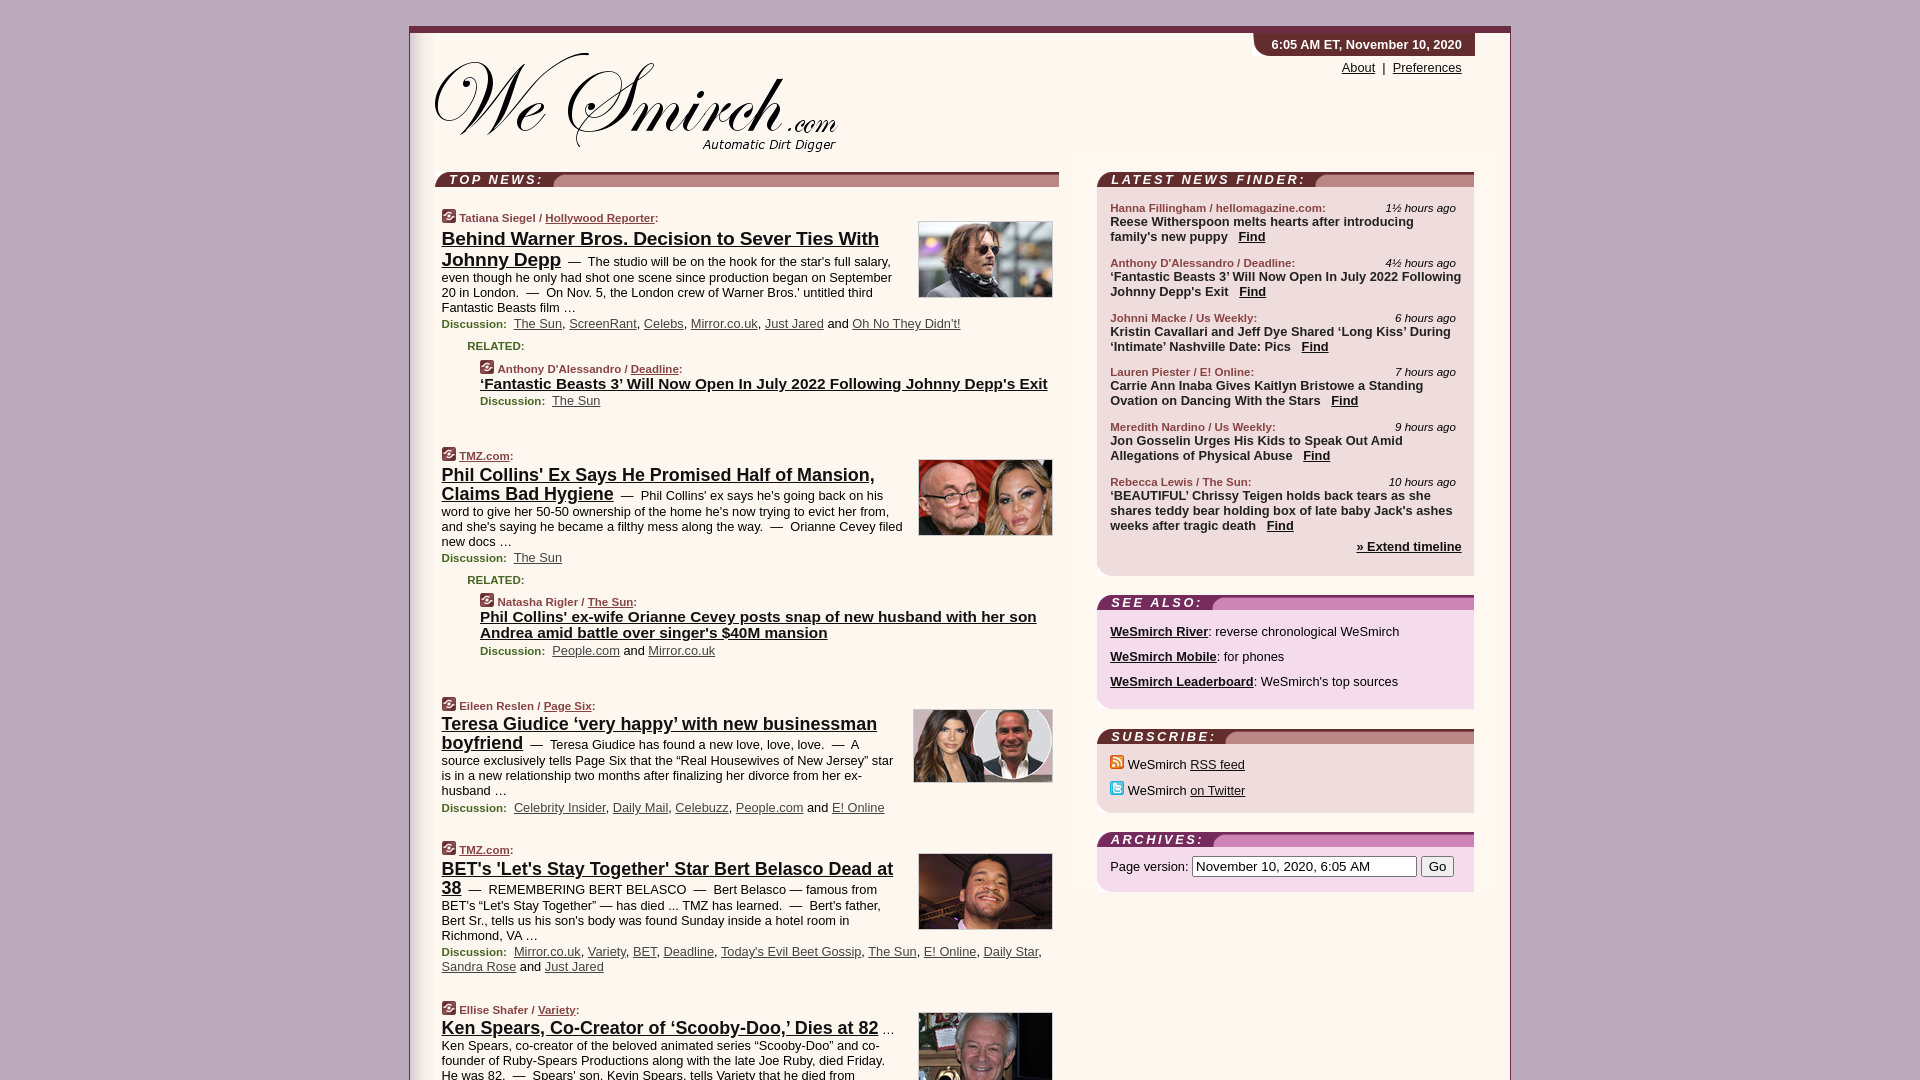 6:05 AM ET, November 10, 2020
About | Preferences
We Smirch.com
Automatic Dirt Digger
TOP NEWS:
Tatiana Siegel / Hollywood Reporter:
Behind Warner Bros. Decision to Sever Ties With
Johnny Depp — The studio will be on the hook for the star's full salary,
even though he only had shot one scene since production began on September
20 in London. — On Nov. 5, the London crew of Warner Bros.' untitled third
Fantastic Beasts film …
Discussion: The Sun, ScreenRant, Celebs, Mirror.co.uk, Just Jared and Oh No They Didn't!
RELATED:
Anthony D'Alessandro / Deadline:
‘Fantastic Beasts 3’ Will Now Open In July 2022 Following Johnny Depp's Exit
Discussion: The Sun
TMZ.com:
Phil Collins' Ex Says He Promised Half of Mansion,
Claims Bad Hygiene — Phil Collins' ex says he's going back on his
word to give her 50-50 ownership of the home he's now trying to evict her from,
and she's saying he became a filthy mess along the way. — Orianne Cevey filed
new docs …
Discussion: The Sun
RELATED:
Natasha Rigler / The Sun:
Phil Collins' ex-wife Orianne Cevey posts snap of new husband with her son
Andrea amid battle over singer's $40M mansion
Discussion: People.com and Mirror.co.uk
Eileen Reslen / Page Six:
Teresa Giudice ‘very happy’ with new businessman
boyfriend — Teresa Giudice has found a new love, love, love. — A
source exclusively tells Page Six that the “Real Housewives of New Jersey” star
is in a new relationship two months after finalizing her divorce from her ex-
husband …
Discussion: Celebrity Insider, Daily Mail, Celebuzz, People.com and E! Online
TMZ.com:
BET's 'Let's Stay Together' Star Bert Belasco Dead at
38 — REMEMBERING BERT BELASCO — Bert Belasco — famous from
BET's “Let's Stay Together” — has died ... TMZ has learned. — Bert's father,
Bert Sr., tells us his son's body was found Sunday inside a hotel room in
Richmond, VA …
Discussion: Mirror.co.uk, Variety, BET, Deadline, Today's Evil Beet Gossip, The Sun, E! Online, Daily Star,
Sandra Rose and Just Jared
Ellise Shafer / Variety:
Ken Spears, Co-Creator of ‘Scooby-Doo,’ Dies at 82 …
Ken Spears, co-creator of the beloved animated series “Scooby-Doo” and co-
founder of Ruby-Spears Productions along with the late Joe Ruby, died Friday.
He was 82. — Spears' son, Kevin Spears, tells Variety that he died from
LATEST NEWS FINDER:
Hanna Fillingham / hellomagazine.com: 1½ hours ago
Reese Witherspoon melts hearts after introducing
family's new puppy Find
Anthony D'Alessandro / Deadline: 4½ hours ago
‘Fantastic Beasts 3’ Will Now Open In July 2022 Following
Johnny Depp's Exit Find
Johnni Macke / Us Weekly: 6 hours ago
Kristin Cavallari and Jeff Dye Shared ‘Long Kiss’ During
‘Intimate’ Nashville Date: Pics Find
Lauren Piester / E! Online: 7 hours ago
Carrie Ann Inaba Gives Kaitlyn Bristowe a Standing
Ovation on Dancing With the Stars Find
Meredith Nardino / Us Weekly: 9 hours ago
Jon Gosselin Urges His Kids to Speak Out Amid
Allegations of Physical Abuse Find
Rebecca Lewis / The Sun: 10 hours ago
‘BEAUTIFUL’ Chrissy Teigen holds back tears as she
shares teddy bear holding box of late baby Jack's ashes
weeks after tragic death Find
» Extend timeline
SEE ALSO:
WeSmirch River: reverse chronological WeSmirch
WeSmirch Mobile: for phones
WeSmirch Leaderboard: WeSmirch's top sources
SUBSCRIBE:
WeSmirch RSS feed
WeSmirch on Twitter
ARCHIVES:
Page version: November 10, 2020, 6:05 AM Go